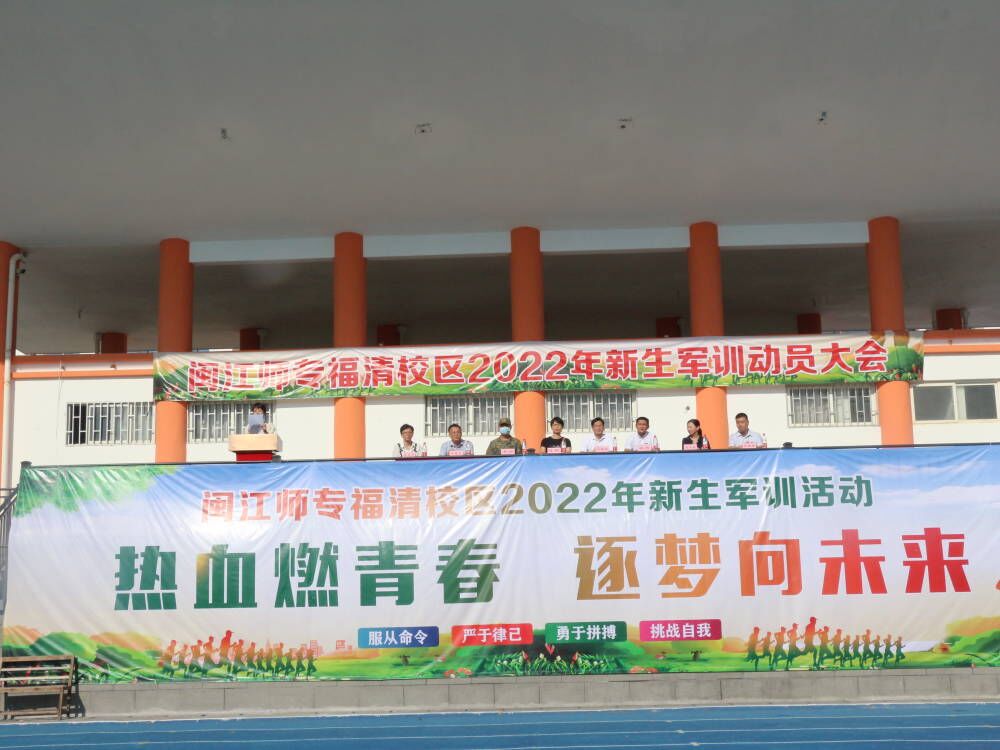 闽江师专福清校区2022年新生军训动员大会
闽江师专福清校区2022年新生军训活动
热血燃青春 逐梦向未来
服从命令 严于律己 勇于拼搏 挑战自我